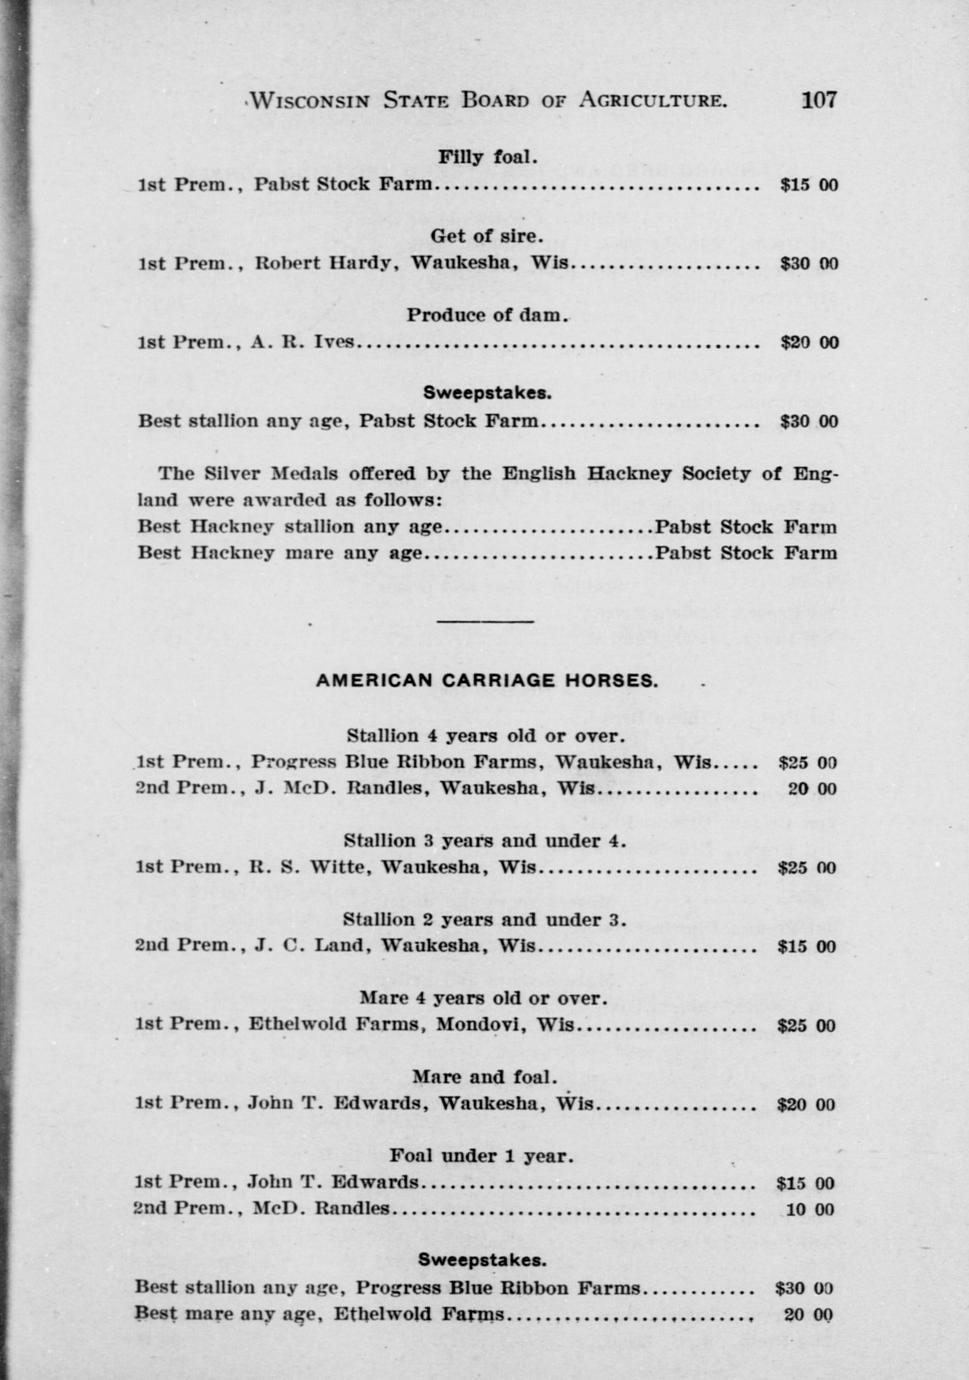 WISCONSIN STATE BOARD OF AGRICULTURE. 107
Filly foal.
1st Prem., Pabst Stock Farm.................................. $15 00
Get of sire.
1st Prem., Robert Hardy, Waukesha, Wis.................... $30 00
Produce of dam.
1st Prem., A. R. Ives.......................................... $20 00
Sweepstakes.
Best stallion any age, Pabst Stock Farm....................... $30 00
The Silver Medals offered by the English Hackney Society of Eng-
land were awarded as follows:
Best Hackney stallion any age......................Pabst Stock Farm
Best Hackney mare any age........................Pabst Stock Farm
AMERICAN CARRIAGE HORSES.
Stallion 4 years old or over.
1st Prem., Progress Blue Ribbon Farms, Waukesha, Wis..... $25 00
2nd Prem., J. McD. Randles, Waukesha, Wis................. 20 00
Stallion 3 years and under 4.
1st Prem., R. S. Witte, Waukesha, Wis....................... $25 00
Stallion 2 years and under 3.
2nd Prem., J. C. Land, Waukesha, Wis....................... $15 00
Mare 4 years old or over.
1st Prem., Ethelwold Farms, Mondovi, Wis................... $25 00
Mare and foal.
1st Prem., John T. Edwards, Waukesha, Wis................. $20 00
Foal under 1 year.
1st Prem., John T. Edwards................................... $15 00
2nd Prem., McD. Randles...................................... 10 00
Sweepstakes.
Best stallion any age, Progress Blue Ribbon Farms............ $30 00
Best mare any age, Ethelwold Farms.......................... 20 00